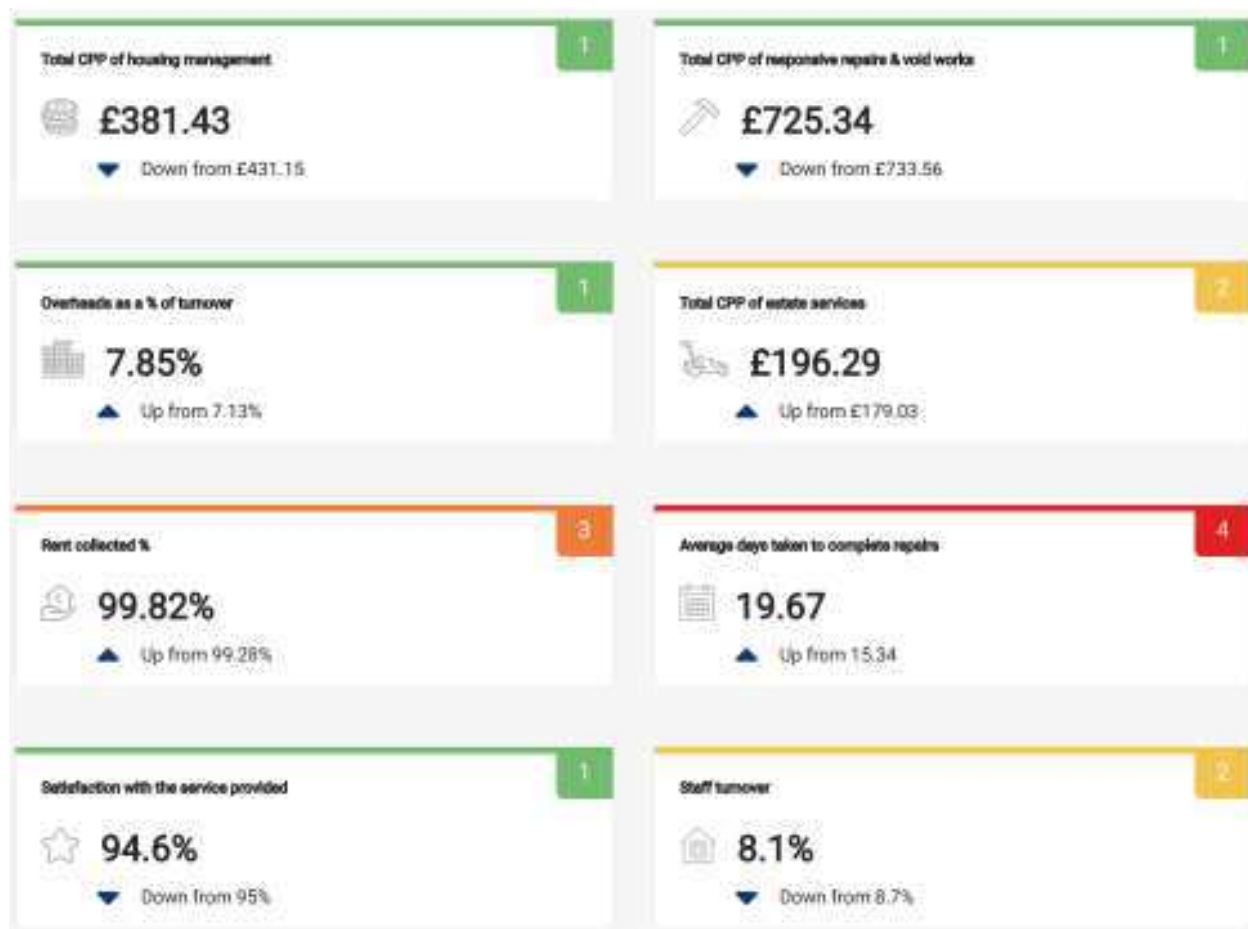 Total CPP of housing management
1
£381.43
Down from £431.15
Total CPP of responsive repairs & void works
1
£725.34
Down from £733.56
Overheads as a % of turnover
1
7.85%
Up from 7.13%
Total CPP of estate services
2
£196.29
Up from £179.03
Rent collected %
3
99.82%
Up from 99.28%
Average days taken to complete repairs
4
19.67
Up from 15.34
Satisfaction with the service provided
1
94.6%
Down from 95%
Staff turnover
2
8.1%
Down from 8.7%